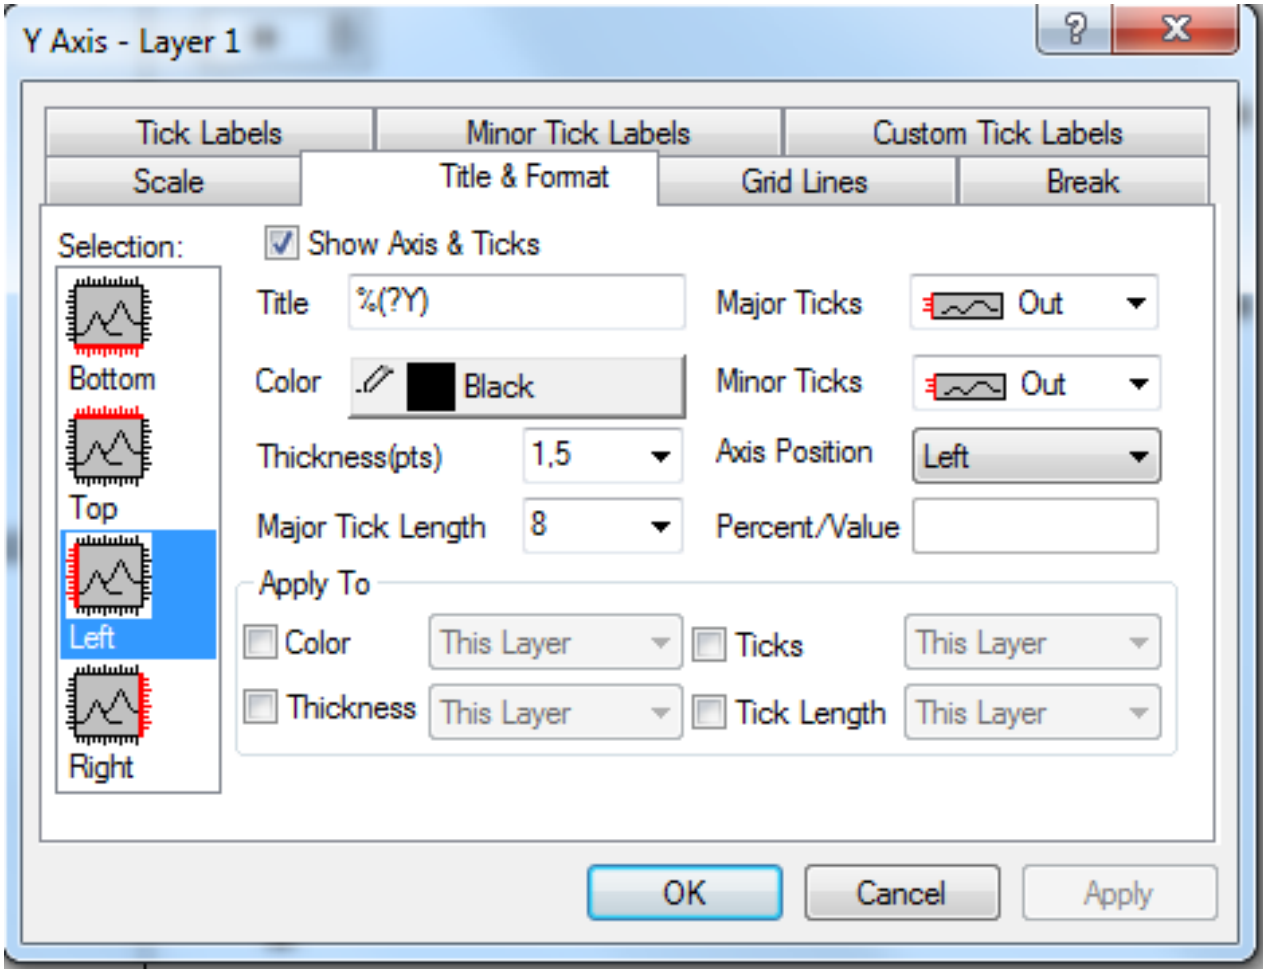 Y Axis - Layer 1
Tick Labels Minor Tick Labels Custom Tick Labels
Scale Title & Format Grid Lines Break
Selection:
Bottom
Top
Left
Right
Show Axis & Ticks
Title %(?Y) Major Ticks Out
Color Black Minor Ticks Out
Thickness(pts) 1,5 Axis Position Left
Major Tick Length 8 Percent/Value
Apply To
Color This Layer Ticks This Layer
Thickness This Layer Tick Length This Layer
OK Cancel Apply